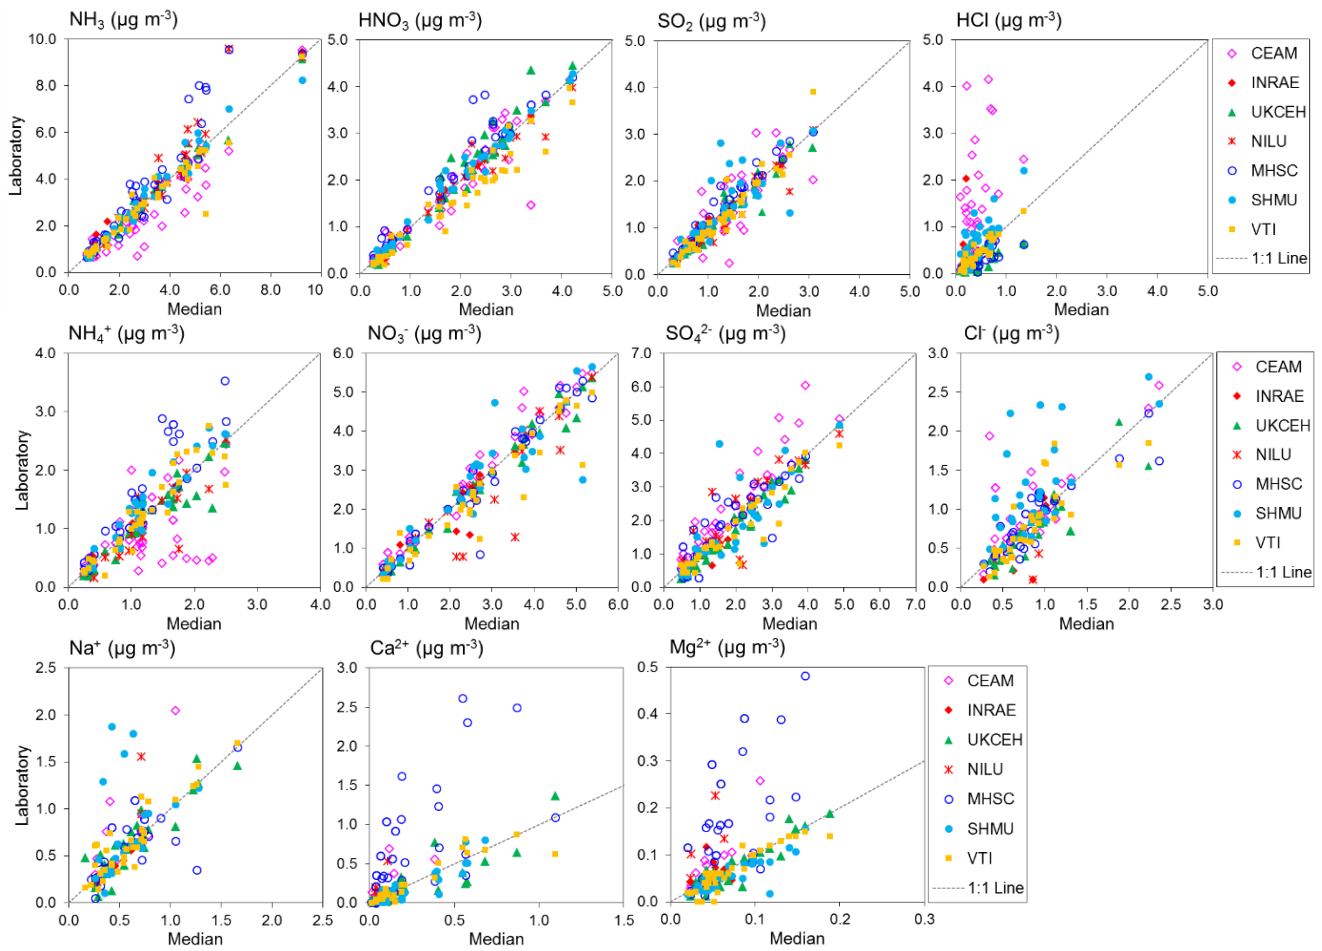 NH3 (µg m-3)
HNO3 (µg m-3)
SO2 (µg m-3)
HCl (µg m-3)
Laboratory
10.0
8.0
6.0
4.0
2.0
0.0
0.0 2.0 4.0 6.0 8.0 10
Median
5.0
4.0
3.0
2.0
1.0
0.0
0.0 1.0 2.0 3.0 4.0 5.0
Median
5.0
4.0
3.0
2.0
1.0
0.0
0.0 1.0 2.0 3.0 4.0 5.0
Median
5.0
4.0
3.0
2.0
1.0
0.0
0.0 1.0 2.0 3.0 4.0 5.0
Median
CEAM
INRAE
UKCEH
NILU
MHSC
SHMU
VTI
1:1 Line
NH4+ (µg m-3)
NO3- (µg m-3)
SO42- (µg m-3)
Cl- (µg m-3)
Laboratory
4.0
3.0
2.0
1.0
0.0
0.0 1.0 2.0 3.0 4.0
Median
6.0
5.0
4.0
3.0
2.0
1.0
0.0
0.0 1.0 2.0 3.0 4.0 5.0 6.0
Median
7.0
6.0
5.0
4.0
3.0
2.0
1.0
0.0
0.0 1.0 2.0 3.0 4.0 5.0 6.0 7.0
Median
3.0
2.5
2.0
1.5
1.0
0.5
0.0
0.0 0.5 1.0 1.5 2.0 2.5 3.0
Median
CEAM
INRAE
UKCEH
NILU
MHSC
SHMU
VTI
1:1 Line
Na+ (µg m-3)
Ca2+ (µg m-3)
Mg2+ (µg m-3)
Laboratory
2.5
2.0
1.5
1.0
0.5
0.0
0.0 0.5 1.0 1.5 2.0 2.5
Median
3.0
2.5
2.0
1.5
1.0
0.5
0.0
0.0 0.5 1.0 1.5
Median
0.5
0.4
0.3
0.2
0.1
0.0
0.0 0.1 0.2 0.3
Median
CEAM
INRAE
UKCEH
NILU
MHSC
SHMU
VTI
1:1 Line